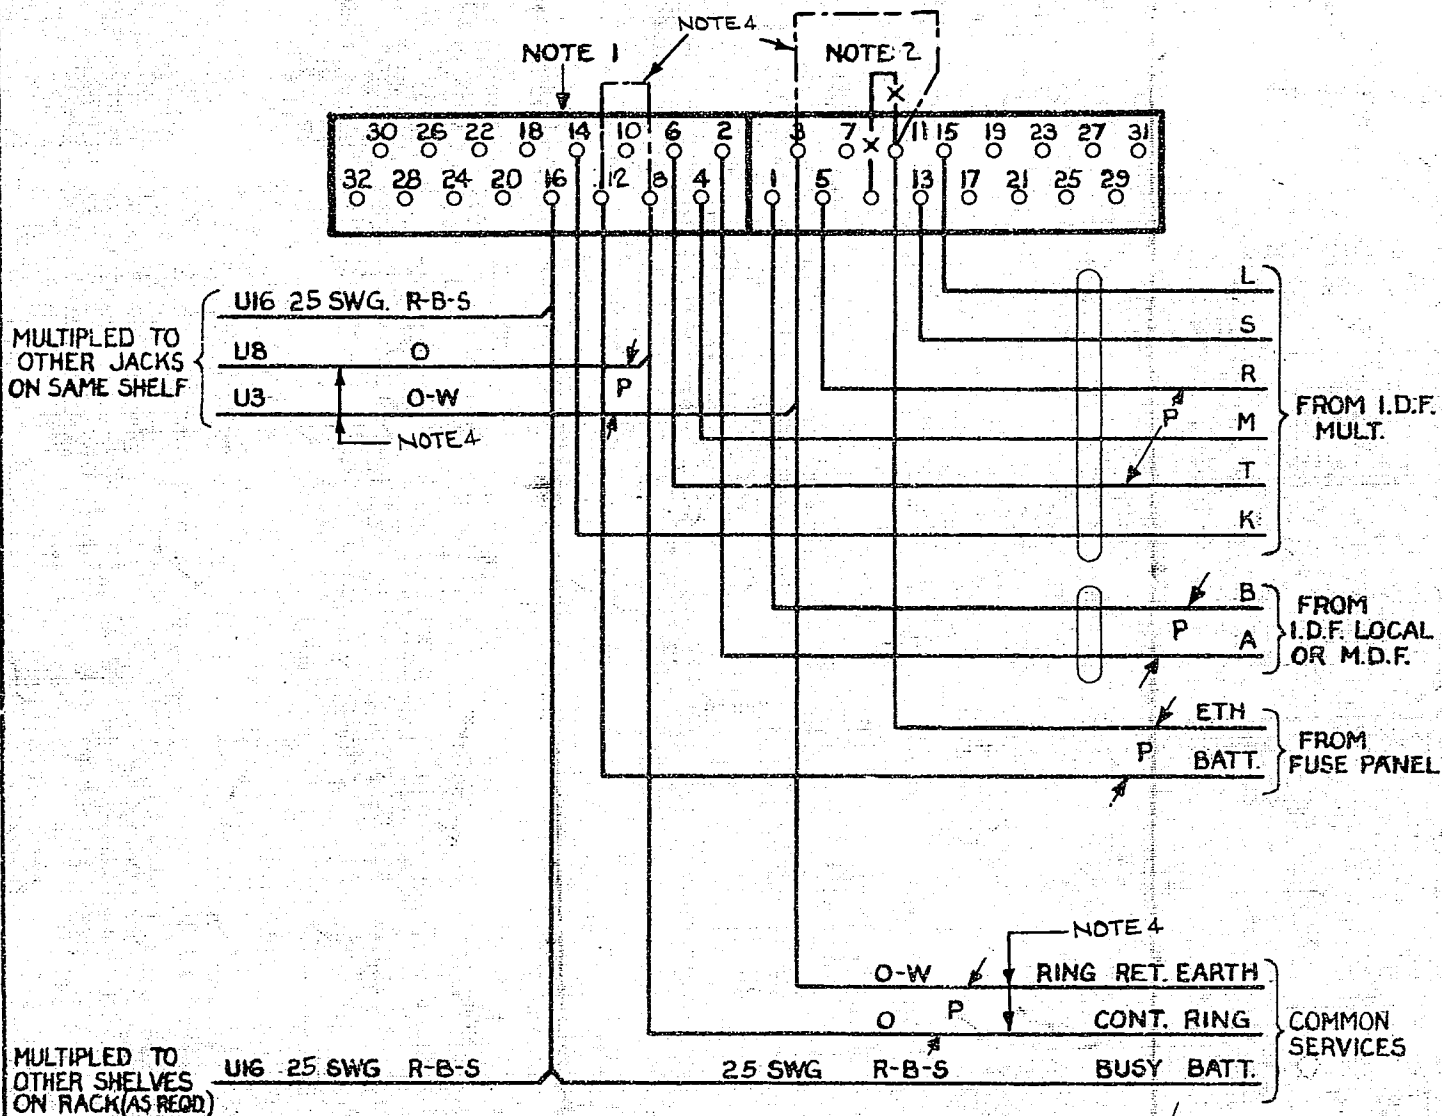 NOTE 4
NOTE 1
NOTE 2
30 26 22 18 14 10 6 2 3 7 11 15 19 23 27 31
32 28 24 20 16 12 8 4 1 5 13 17 21 25 29
X
X
U16 25 SWG. R-B-S
U8 O
U3 O-W
P
NOTE 4
MULTIPLED TO
OTHER JACKS
ON SAME SHELF
L
S
R
P
M
T
K
FROM I.D.F.
MULT.
B
P
A
FROM
I.D.F. LOCAL
OR M.D.F.
ETH
P
BATT.
FROM
FUSE PANEL
NOTE 4
O-W RING RET. EARTH
P
O CONT. RING
25 SWG R-B-S BUSY BATT.
COMMON
SERVICES
MULTIPLED TO
OTHER SHELVES
ON RACK (AS REQD.)
U16 25 SWG R-B-S